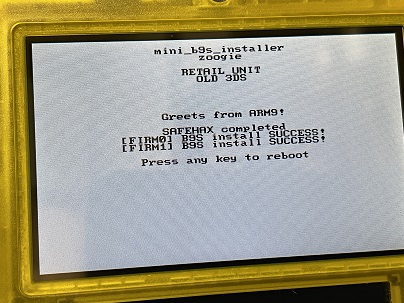 mini_b9s_installer
zoogie
RETAIL UNIT
OLD 3DS
Greets from ARM9!
SAFEHAX completed
[FIRM0] B9S install SUCCESS!
[FIRM1] B9S install SUCCESS!
Press any key to reboot